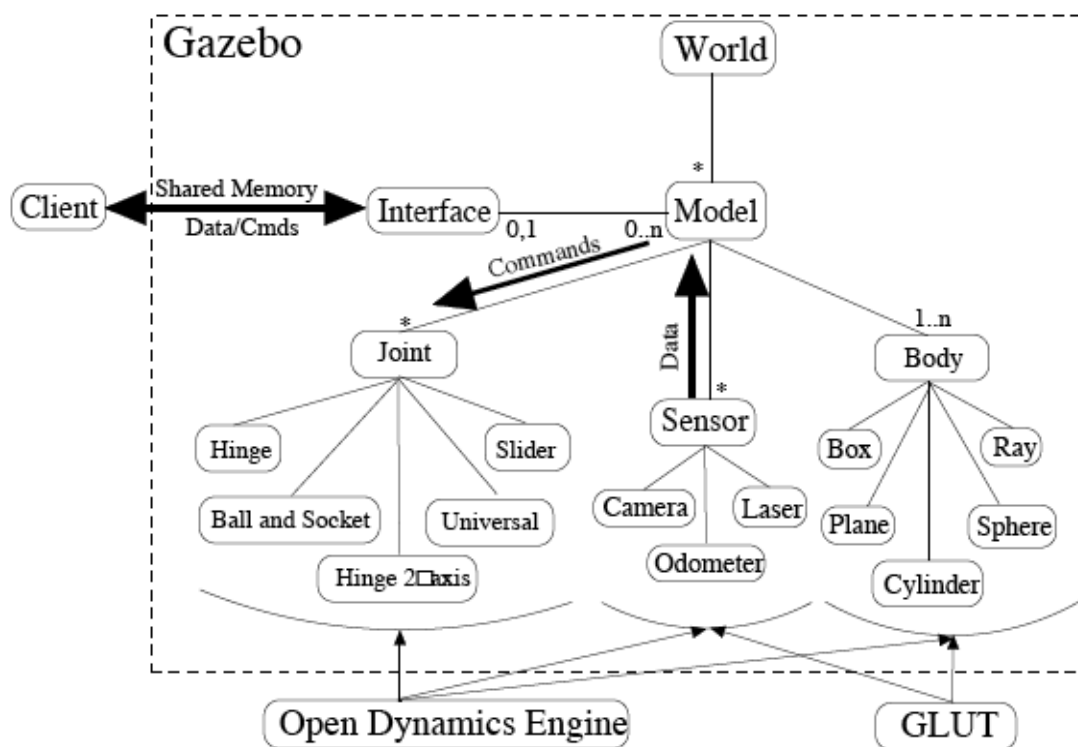 Gazebo
World
*
Shared Memory
Client
Interface
Model
Data/Cmds
0,1
0..n
Commands
Data
*
1..n
Joint
Body
*
Sensor
Hinge
Slider
Box
Ray
Camera
Laser
Ball and Socket
Universal
Plane
Sphere
Odometer
Hinge 2□axis
Cylinder
Open Dynamics Engine
GLUT